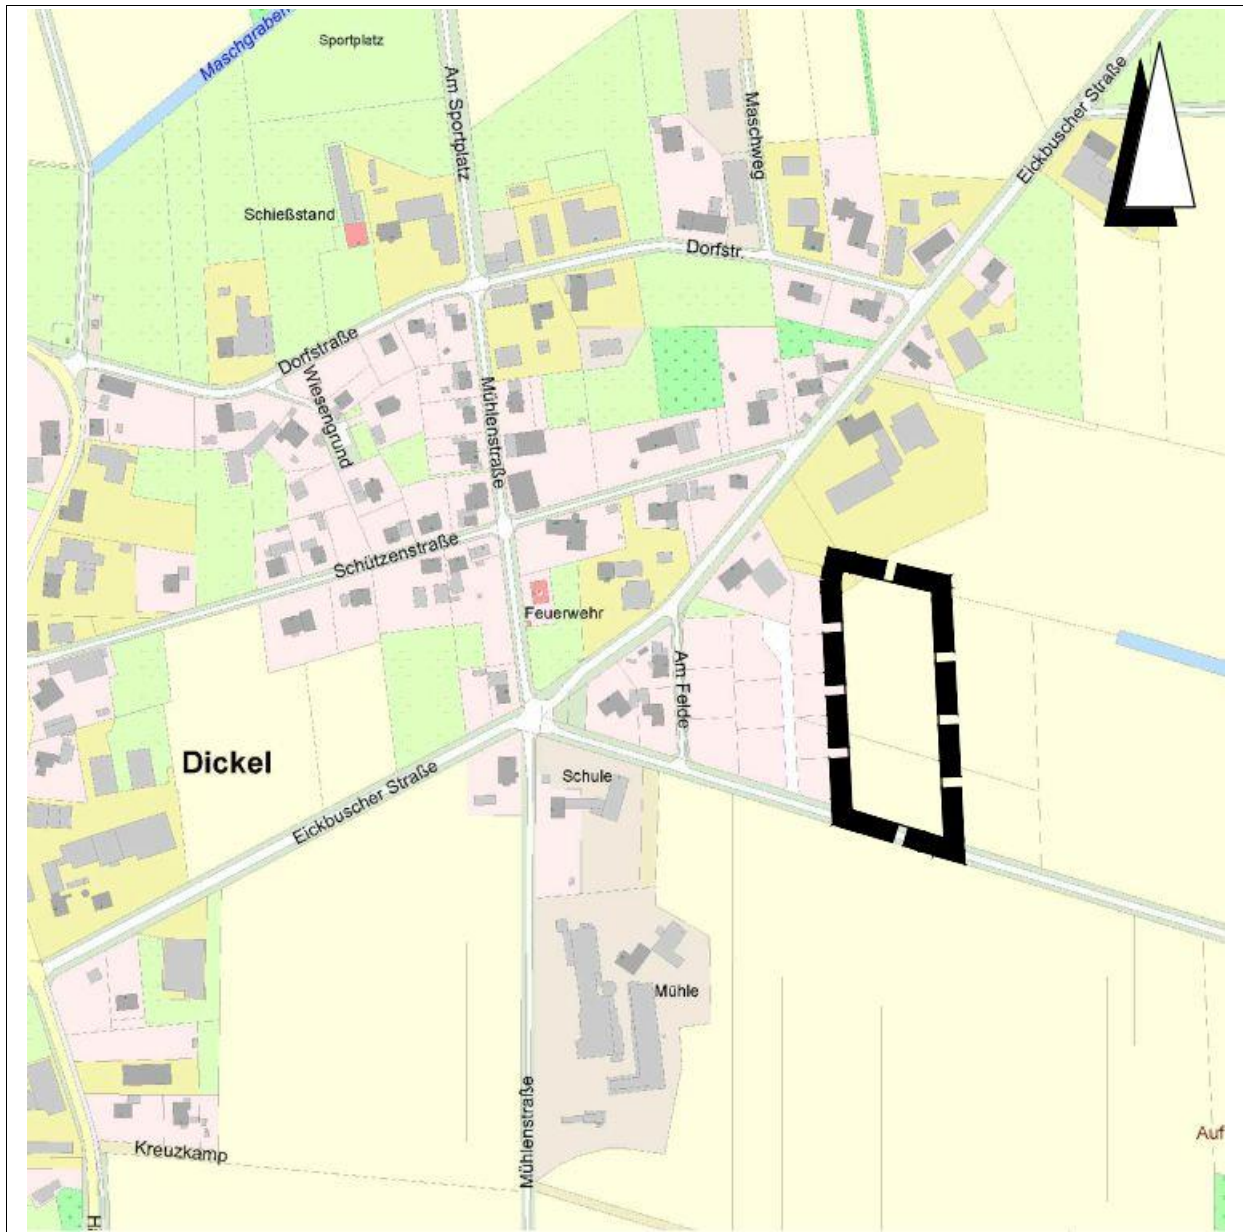 Sportplatz
Maschgraben
Am Sportplatz
Maschweg
Eickbuscher Straße
Schießstand
Dorfstr.
Dorfstraße
Wiesengrund
Mühlenstraße
Schützenstraße
Feuerwehr
Am Felde
Dickel
Schule
Eickbuscher Straße
Mühle
Mühlenstraße
Auf
Kreuzkamp